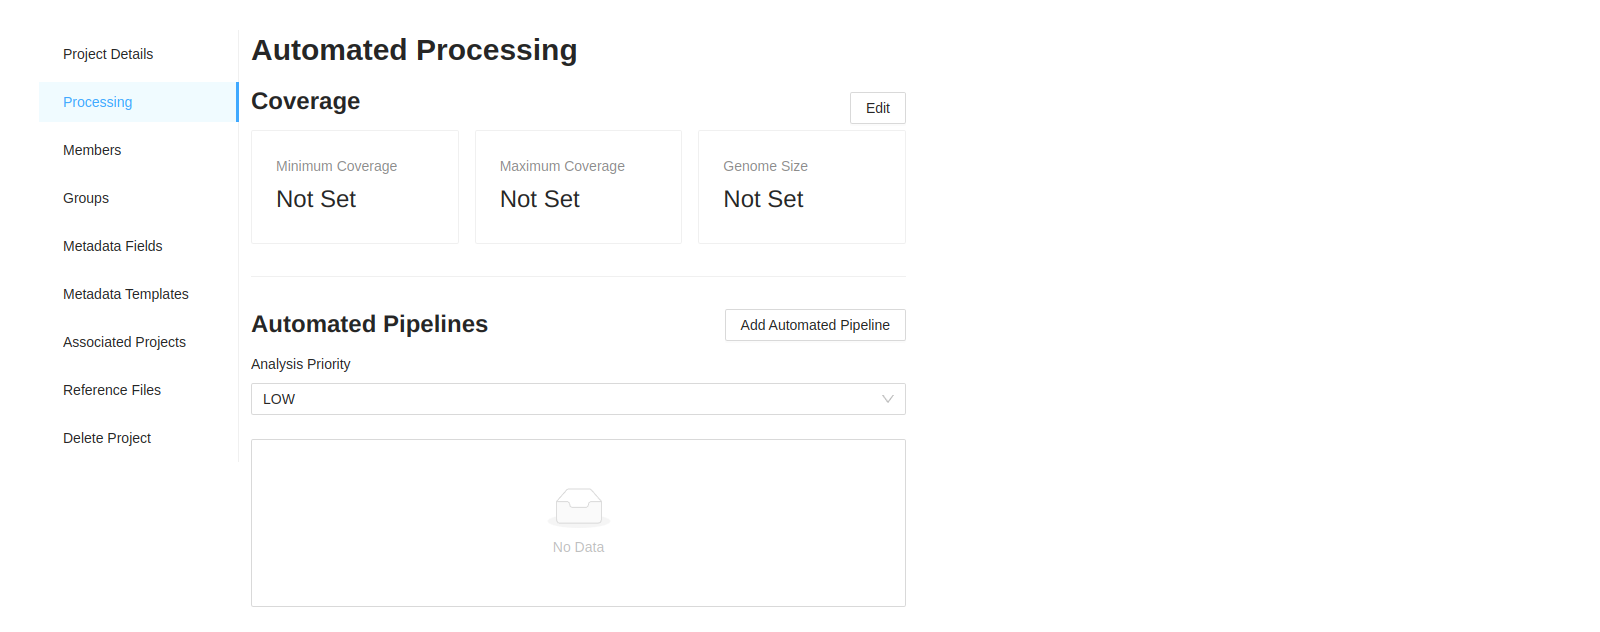 Project Details
Processing
Members
Groups
Metadata Fields
Metadata Templates
Associated Projects
Reference Files
Delete Project
Automated Processing
Coverage
Edit
Minimum Coverage
Not Set
Maximum Coverage
Not Set
Genome Size
Not Set
Automated Pipelines
Add Automated Pipeline
Analysis Priority
LOW
No Data